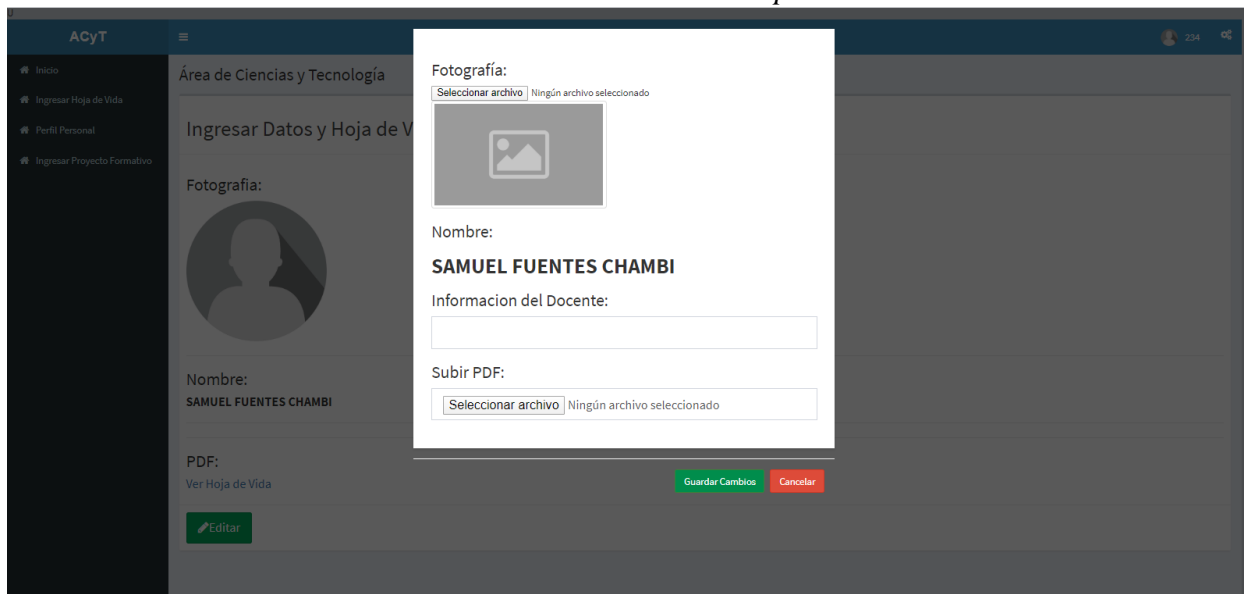 ACyT
234
Inicio
Ingresar Hoja de Vida
Perfil Personal
Ingresar Proyecto Formativo
Área de Ciencias y Tecnología
Ingresar Datos y Hoja de V
Fotografia:
Nombre:
SAMUEL FUENTES CHAMBI
PDF:
Ver Hoja de Vida
Editar
Fotografía:
Seleccionar archivo Ningún archivo seleccionado
Nombre:
SAMUEL FUENTES CHAMBI
Informacion del Docente:
Subir PDF:
Seleccionar archivo Ningún archivo seleccionado
Guardar Cambios Cancelar